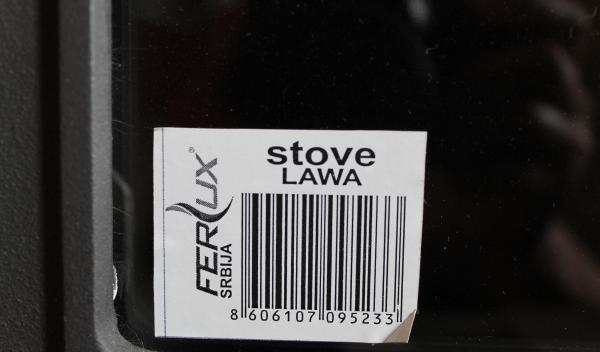 stove
LAWA
FERLUX®
SRBIJA
8 606107 095233